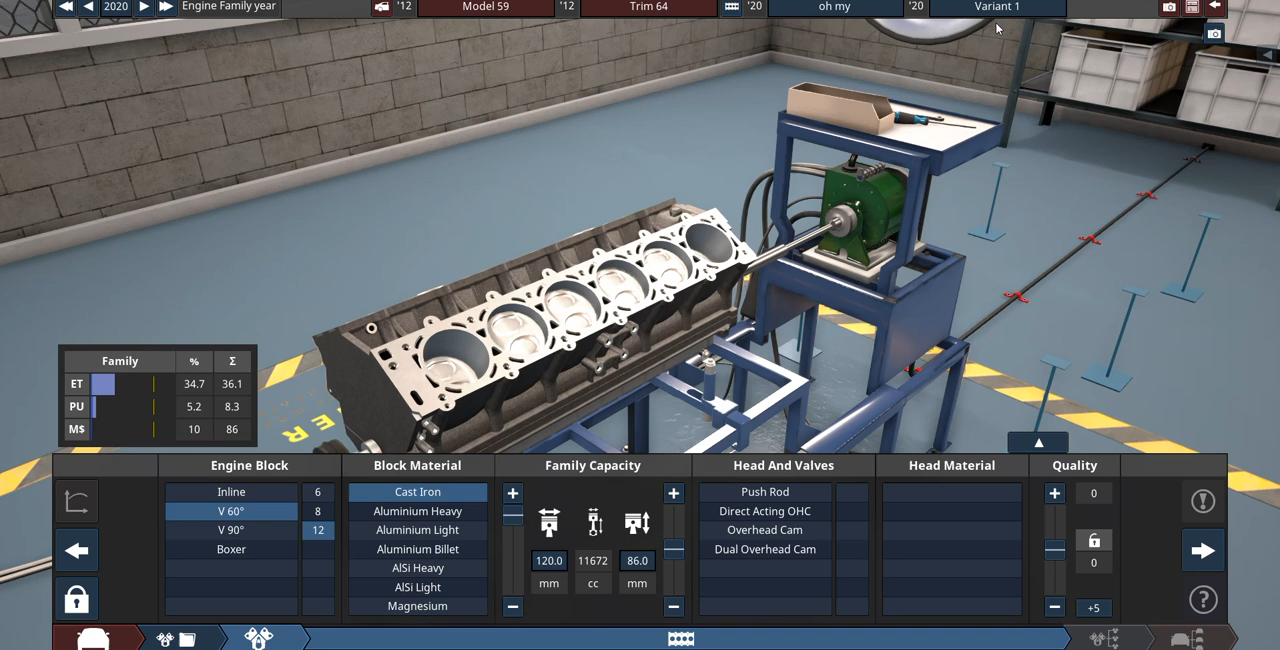 2020 Engine Family year '12 Model 59 '12 Trim 64 '20 oh my '20 Variant 1
Family % Σ
ET 34.7 36.1
PU 5.2 8.3
M$ 10 86
Engine Block
Inline 6
V 60° 8
V 90° 12
Boxer
Block Material
Cast Iron
Aluminium Heavy
Aluminium Light
Aluminium Billet
AlSi Heavy
AlSi Light
Magnesium
Family Capacity
+ +
120.0 11672 86.0
mm cc mm
− −
Head And Valves
Push Rod
Direct Acting OHC
Overhead Cam
Dual Overhead Cam
Head Material
Quality
+ 0
0
− +5
?
E R